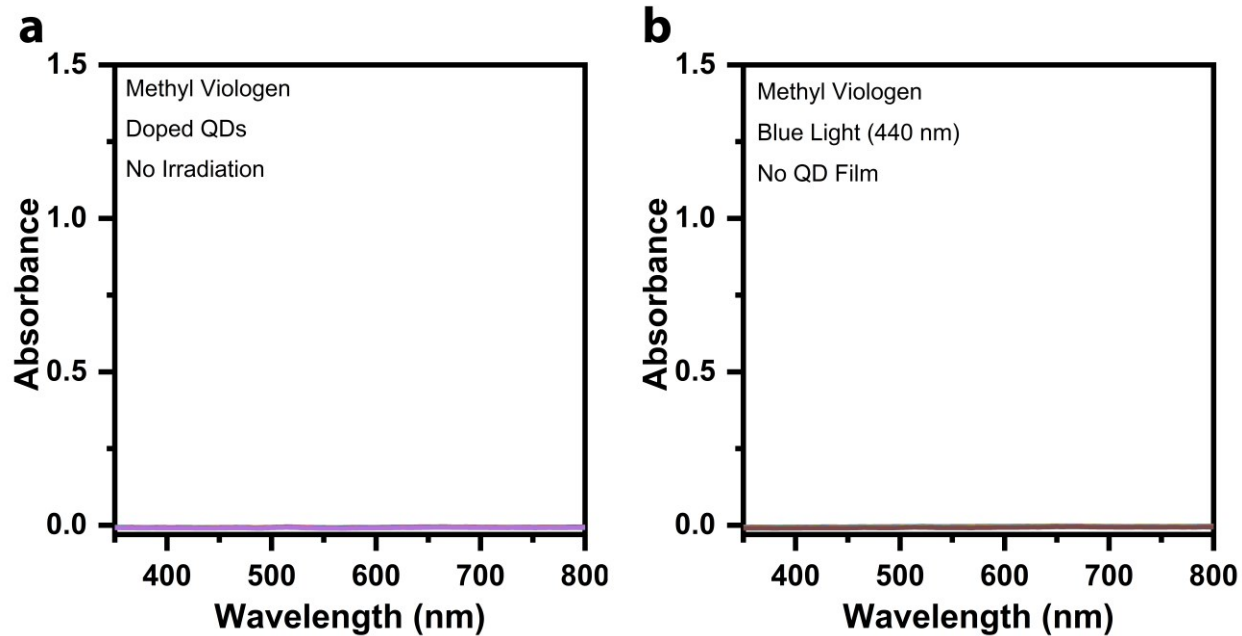 a
1.5
Methyl Viologen
Doped QDs
No Irradiation
1.0
Absorbance
0.5
0.0
400 500 600 700 800
Wavelength (nm)
b
1.5
Methyl Viologen
Blue Light (440 nm)
No QD Film
1.0
Absorbance
0.5
0.0
400 500 600 700 800
Wavelength (nm)